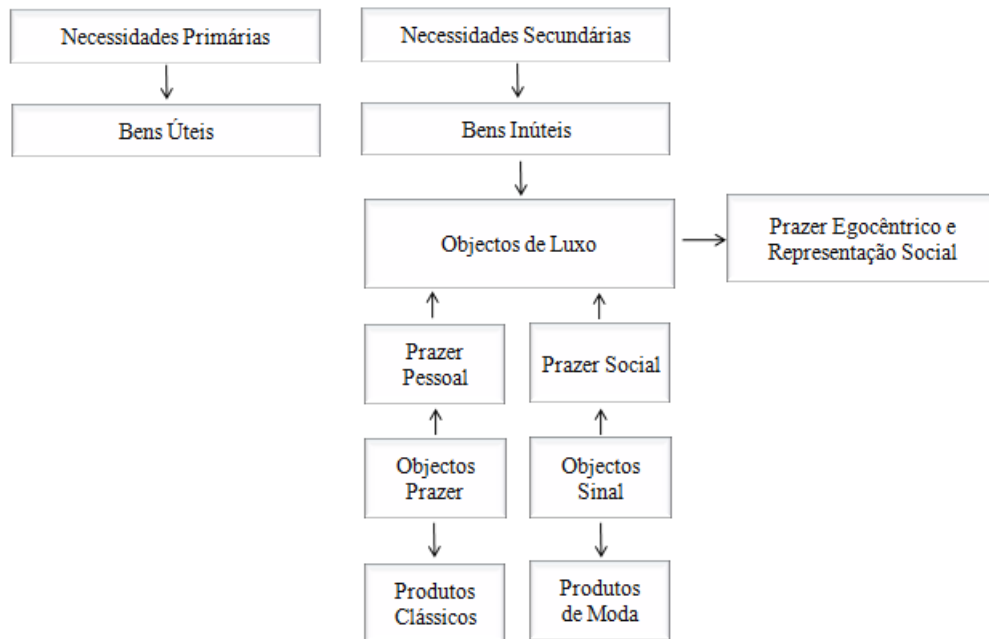 Necessidades Primárias
Necessidades Secundárias
Bens Úteis
Bens Inúteis
Objectos de Luxo
Prazer Egocêntrico e
Representação Social
Prazer
Pessoal
Prazer Social
Objectos
Prazer
Objectos
Sinal
Produtos
Clássicos
Produtos
de Moda